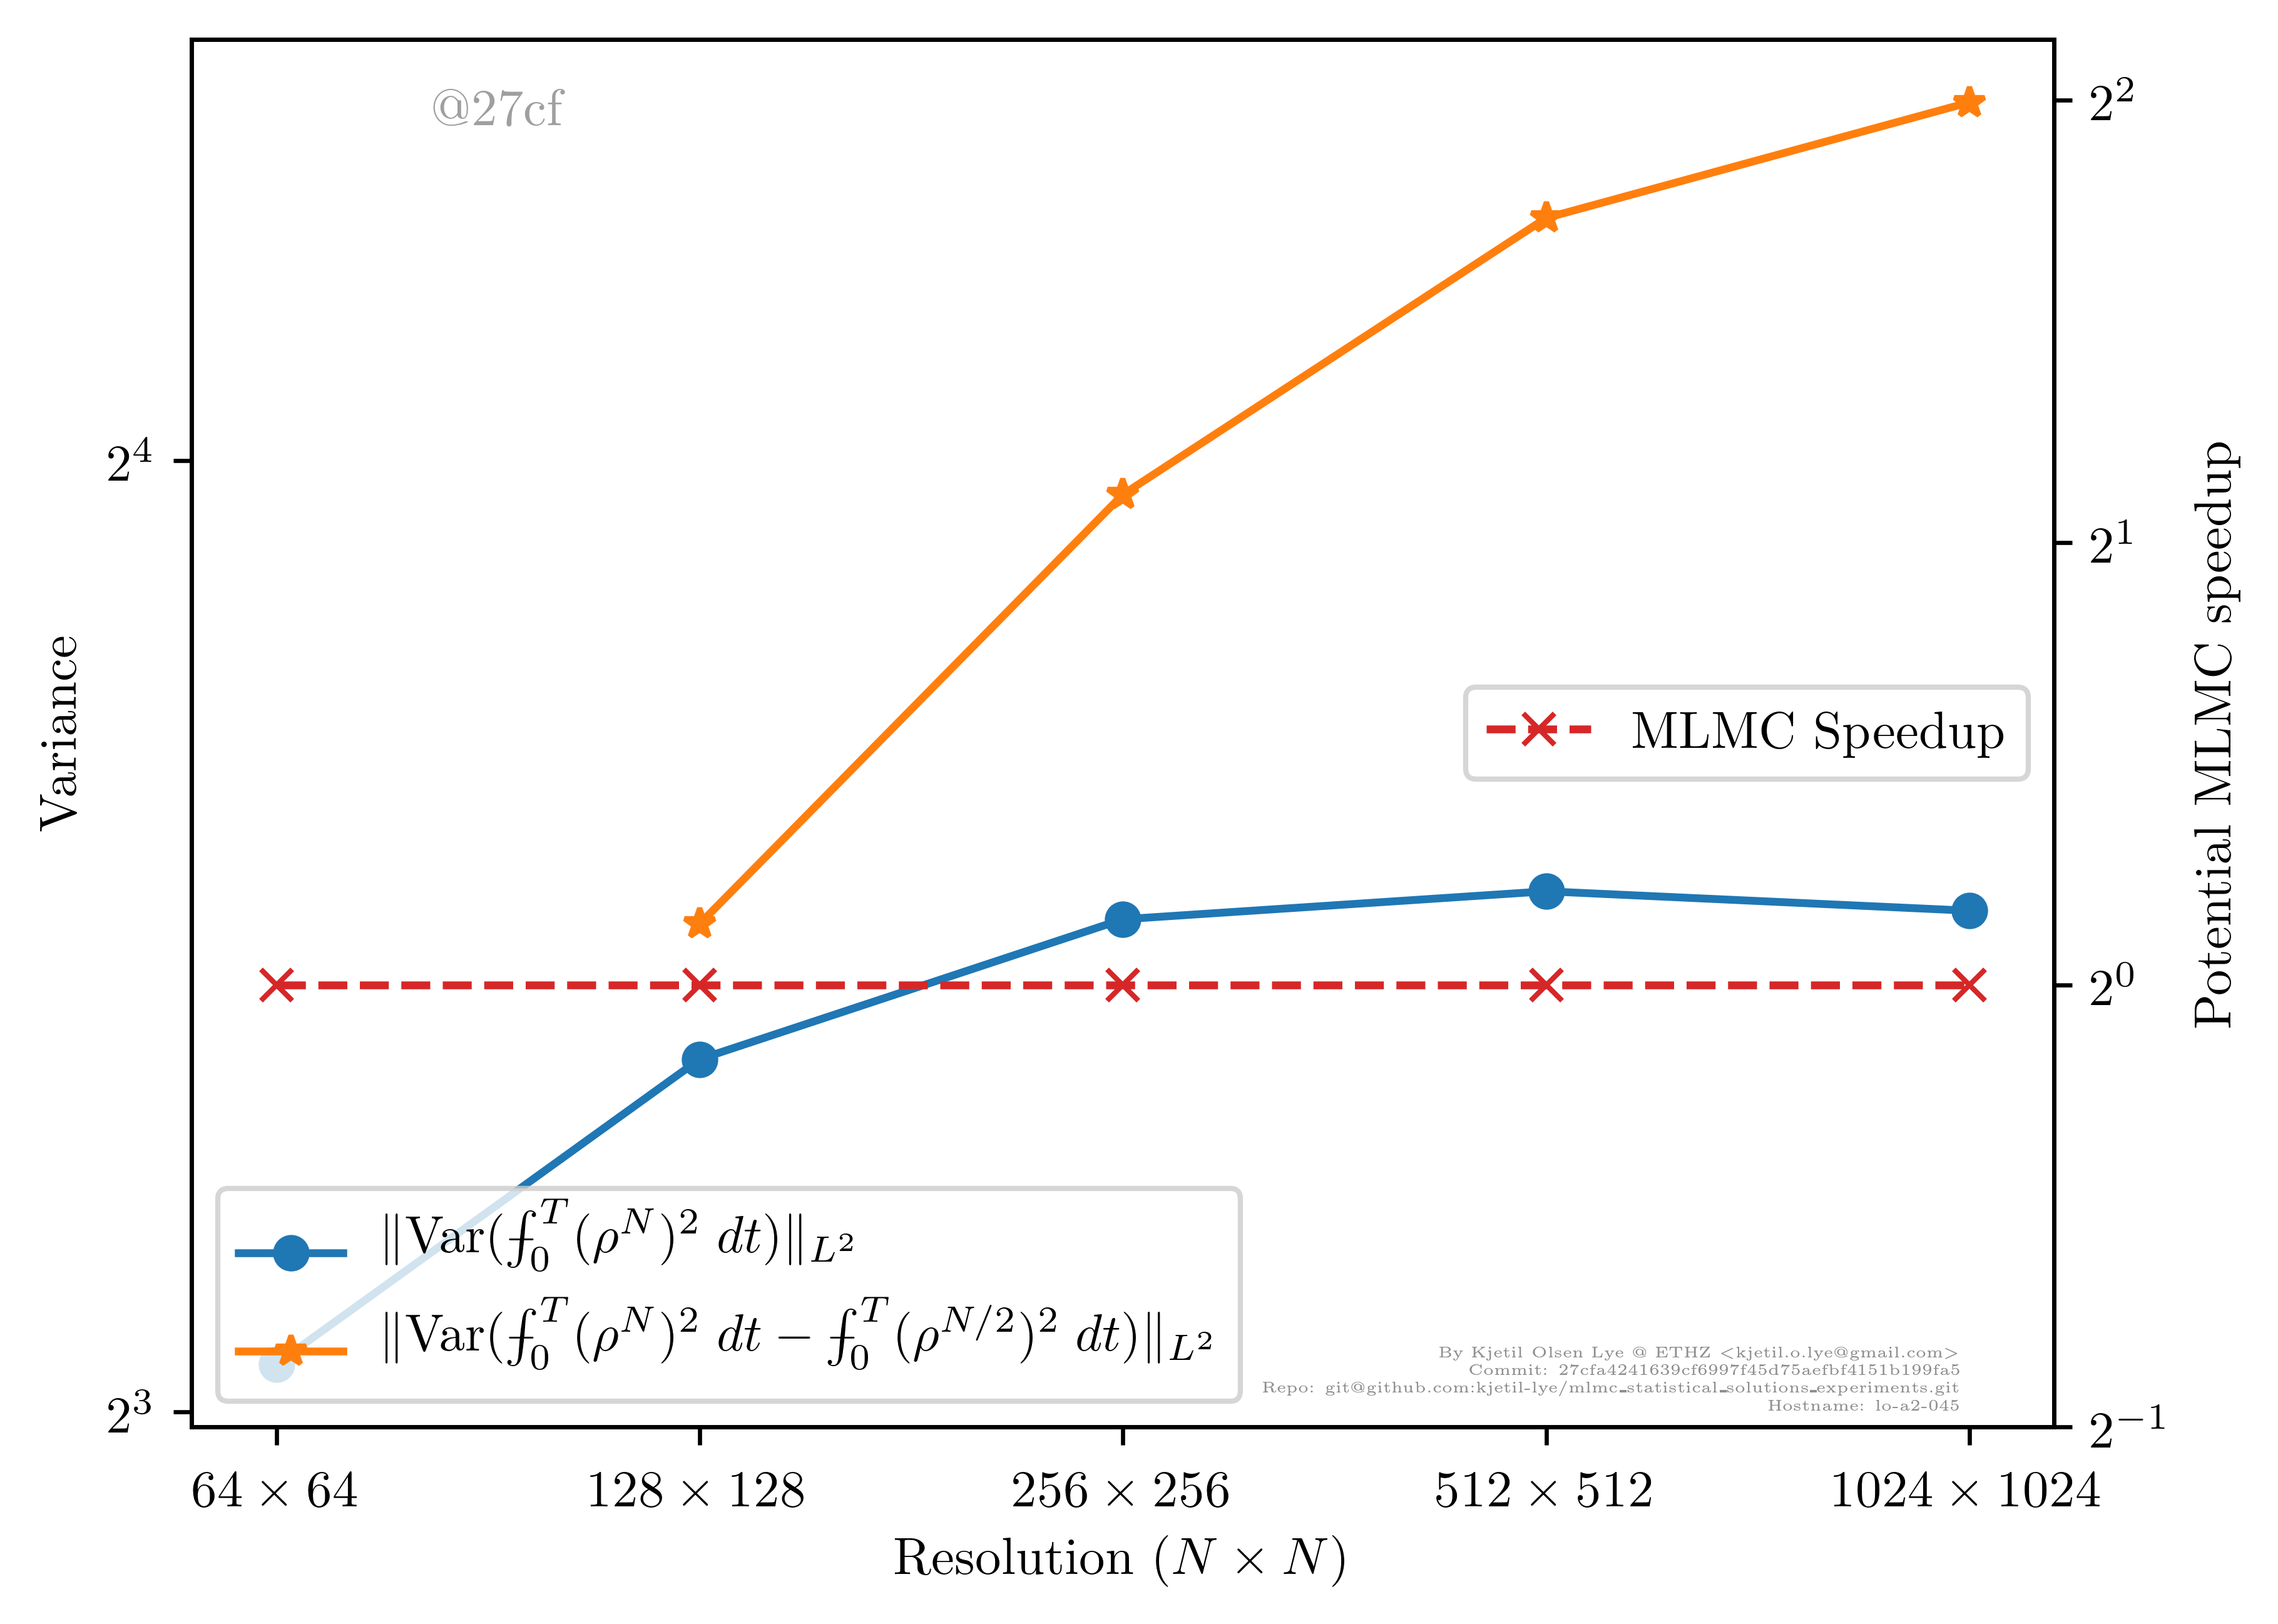 @27cf
2^4
2^3
Variance
2^2
2^1
2^0
2^{-1}
Potential MLMC speedup
MLMC Speedup
‖Var(⨍_0^T (ρ^N)^2 dt)‖_{L^2}
‖Var(⨍_0^T (ρ^N)^2 dt − ⨍_0^T (ρ^{N/2})^2 dt)‖_{L^2}
By Kjetil Olsen Lye @ ETHZ <kjetil.o.lye@gmail.com>
Commit: 27cfa4241639cf6997f45d75aefbf4151b199fa5
Repo: git@github.com:kjetil-lye/mlmc_statistical_solutions_experiments.git
Hostname: lo-a2-045
64 × 64 128 × 128 256 × 256 512 × 512 1024 × 1024
Resolution (N × N)